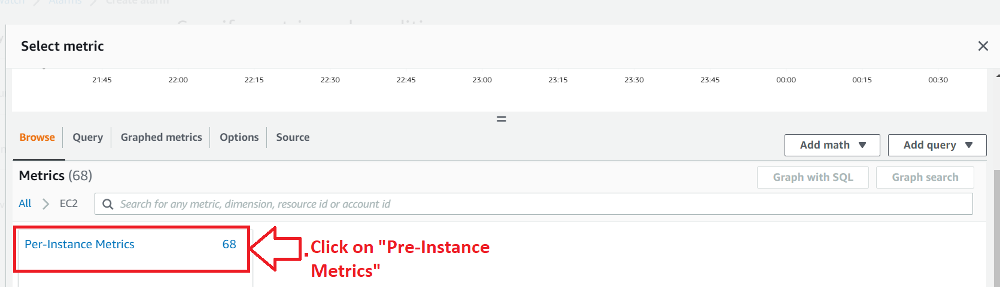 Alarms
Create alarm
Select metric
21:45 22:00 22:15 22:30 22:45 23:00 23:15 23:30 23:45 00:00 00:15 00:30
Browse Query Graphed metrics Options Source
Add math Add query
Metrics (68)
Graph with SQL Graph search
All EC2 Search for any metric, dimension, resource id or account id
Per-Instance Metrics 68
.Click on "Pre-Instance
Metrics"